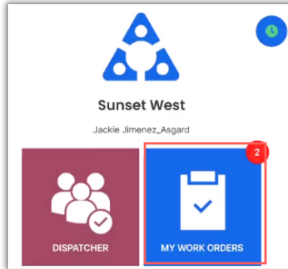 Sunset West
Jackie Jimenez_Asgard
2
DISPATCHER
MY WORK ORDERS